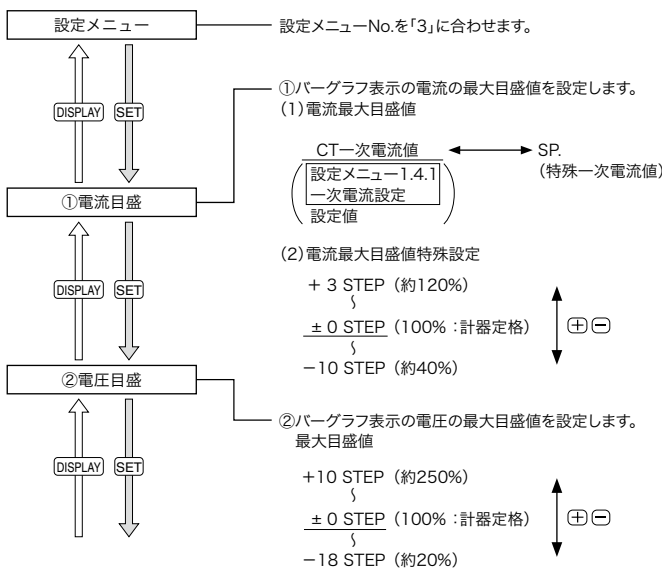 設定メニュー
設定メニューNo.を「3」に合わせます。
DISPLAY SET
①バーグラフ表示の電流の最大目盛値を設定します。
(1)電流最大目盛値
CT一次電流値 SP.
(特殊一次電流値)
設定メニュー1.4.1
一次電流設定
設定値
①電流目盛
(2)電流最大目盛値特殊設定
DISPLAY SET
+ 3 STEP (約120%)
〜
± 0 STEP (100%:計器定格) + −
〜
−10 STEP (約40%)
②電圧目盛
②バーグラフ表示の電圧の最大目盛値を設定します。
最大目盛値
DISPLAY SET
+10 STEP (約250%)
〜
± 0 STEP (100%:計器定格) + −
〜
−18 STEP (約20%)